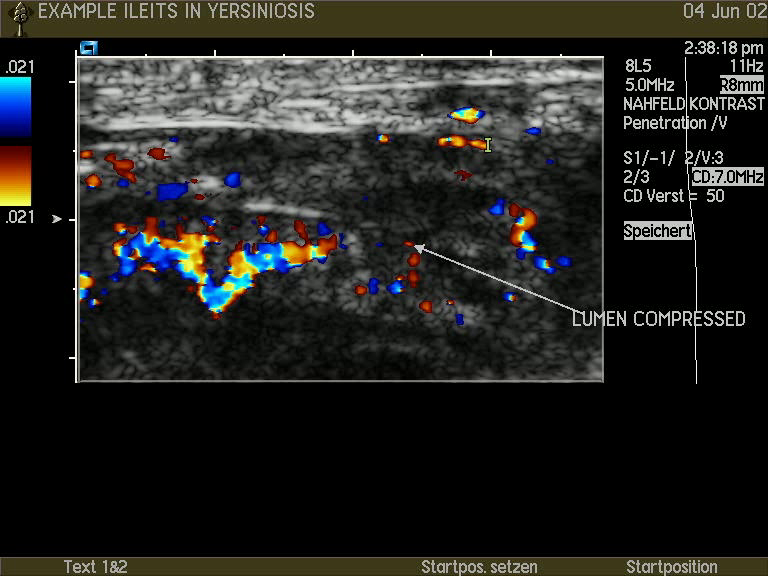 EXAMPLE ILEITS IN YERSINIOSIS
04 Jun 02
2:38:18 pm
.021
8L5 11Hz
5.0MHz R8mm
NAHFELD KONTRAST
Penetration /V
S1/-1/ 2/V:3
2/3 CD:7.0MHz
CD Verst = 50
.021
Speichert
LUMEN COMPRESSED
Text 1&2 Startpos. setzen Startposition